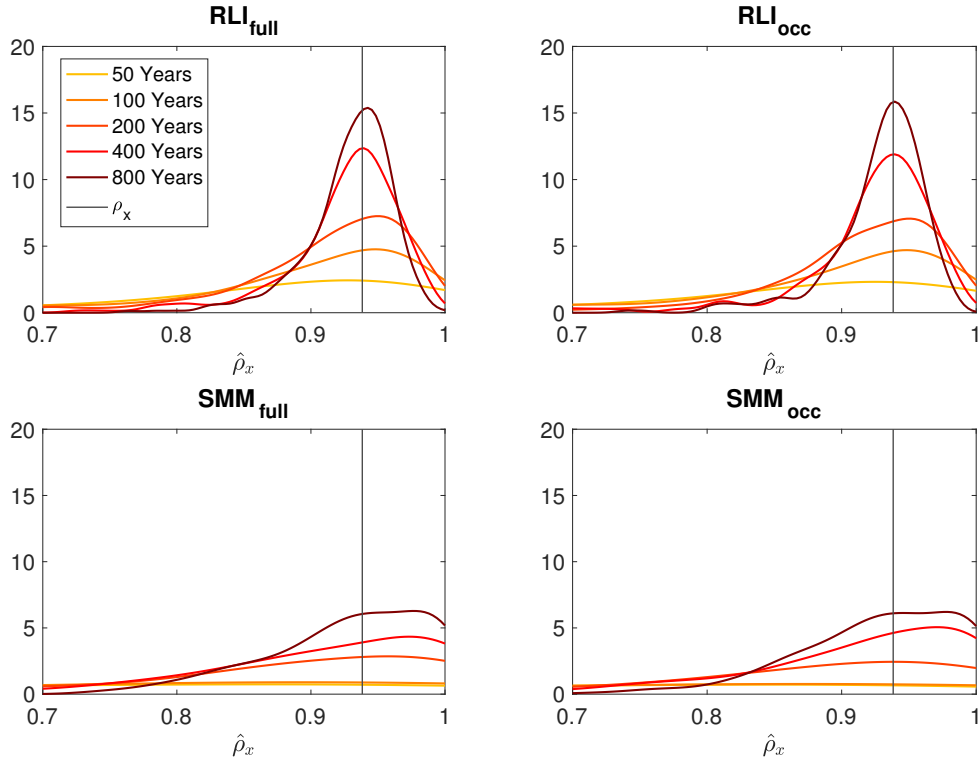 RLI_full
20
15
10
5
0
50 Years
100 Years
200 Years
400 Years
800 Years
ρ_x
0.7 0.8 0.9 1
ρ̂_x
RLI_occ
20
15
10
5
0
0.7 0.8 0.9 1
ρ̂_x
SMM_full
20
15
10
5
0
0.7 0.8 0.9 1
ρ̂_x
SMM_occ
20
15
10
5
0
0.7 0.8 0.9 1
ρ̂_x